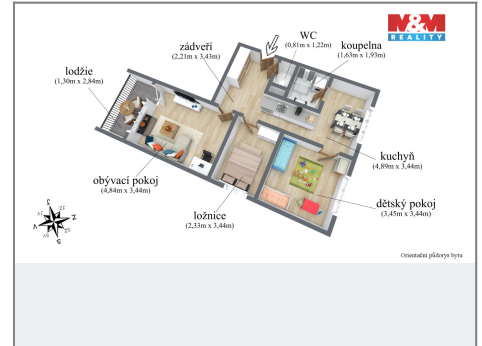 M&M
REALITY
WC
(0,81m x 1,22m)
zádveří
(2,21m x 3,43m)
koupelna
(1,63m x 1,93m)
lodžie
(1,30m x 2,84m)
kuchyň
(4,89m x 3,44m)
obývací pokoj
(4,84m x 3,44m)
ložnice
(2,33m x 3,44m)
dětský pokoj
(3,45m x 3,44m)
Orientační půdorys bytu